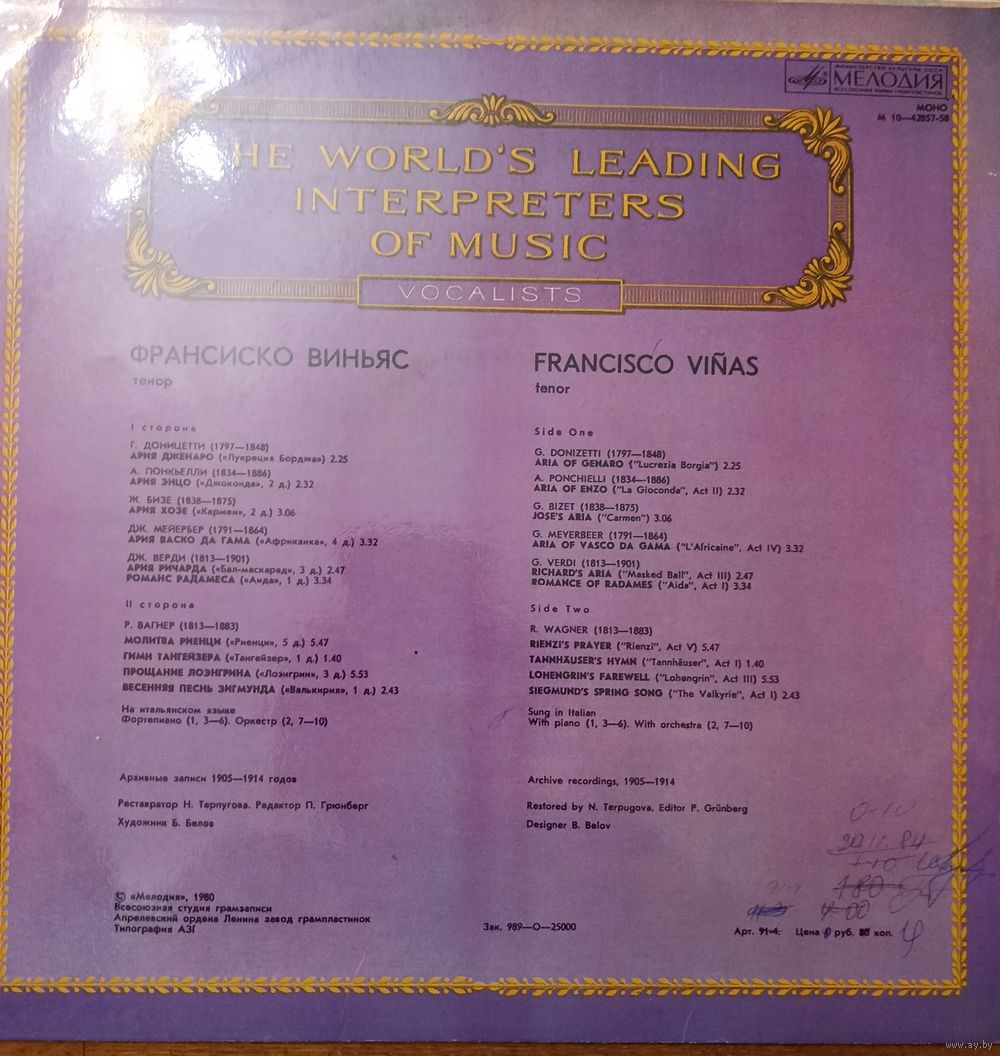 МИНИСТЕРСТВО КУЛЬТУРЫ СССР
МЕЛОДИЯ
ВСЕСОЮЗНАЯ ФИРМА ГРАМПЛАСТИНОК
МОНО
М 10—42857-58
HE WORLD'S LEADING
INTERPRETERS
OF MUSIC
VOCALISTS
ФРАНСИСКО ВИНЬЯС
тенор
I сторона
Г. ДОНИЦЕТТИ (1797—1848)
АРИЯ ДЖЕНАРО («Лукреция Борджа») 2.25
А. ПОНКЬЕЛЛИ (1834—1886)
АРИЯ ЭНЦО («Джоконда», 2 д.) 2.32
Ж. БИЗЕ (1838—1875)
АРИЯ ХОЗЕ («Кармен», 2 д.) 3.06
ДЖ. МЕЙЕРБЕР (1791—1864)
АРИЯ ВАСКО ДА ГАМА («Африканка», 4 д.) 3.32
ДЖ. ВЕРДИ (1813—1901)
АРИЯ РИЧАРДА («Бал-маскарад», 3 д.) 2.47
РОМАНС РАДАМЕСА («Аида», 1 д.) 3.34
II сторона
Р. ВАГНЕР (1813—1883)
МОЛИТВА РИЕНЦИ («Риенци», 5 д.) 5.47
ГИМН ТАНГЕЙЗЕРА («Тангейзер», 1 д.) 1.40
ПРОЩАНИЕ ЛОЭНГРИНА («Лоэнгрин», 3 д.) 5.53
ВЕСЕННЯЯ ПЕСНЬ ЗИГМУНДА («Валькирия», 1 д.) 2.43
На итальянском языке
Фортепиано (1, 3—6). Оркестр (2, 7—10)
Архивные записи 1905—1914 годов
Реставратор Н. Терпугова. Редактор П. Грюнберг
Художник Б. Белов
FRANCISCO VIÑAS
tenor
Side One
G. DONIZETTI (1797—1848)
ARIA OF GENARO ("Lucrezia Borgia") 2.25
A. PONCHIELLI (1834—1886)
ARIA OF ENZO ("La Gioconda", Act II) 2.32
G. BIZET (1838—1875)
JOSE'S ARIA ("Carmen") 3.06
G. MEYERBEER (1791—1864)
ARIA OF VASCO DA GAMA ("L'Africaine", Act IV) 3.32
G. VERDI (1813—1901)
RICHARD'S ARIA ("Masked Ball", Act III) 2.47
ROMANCE OF RADAMES ("Aida", Act I) 3.34
Side Two
R. WAGNER (1813—1883)
RIENZI'S PRAYER ("Rienzi", Act V) 5.47
TANNHÄUSER'S HYMN ("Tannhäuser", Act I) 1.40
LOHENGRIN'S FAREWELL ("Lohengrin", Act III) 5.53
SIEGMUND'S SPRING SONG ("The Valkyrie", Act I) 2.43
Sung in Italian
With piano (1, 3—6). With orchestra (2, 7—10)
Archive recordings, 1905—1914
Restored by N. Terpugova. Editor P. Grünberg
Designer B. Belov
© «Мелодия», 1980
Всесоюзная студия грамзаписи
Апрелевский ордена Ленина завод грампластинок
Типография АЗГ
Зак. 989—О—25000
Арт. 91-4. Цена руб. коп.
www.ay.by